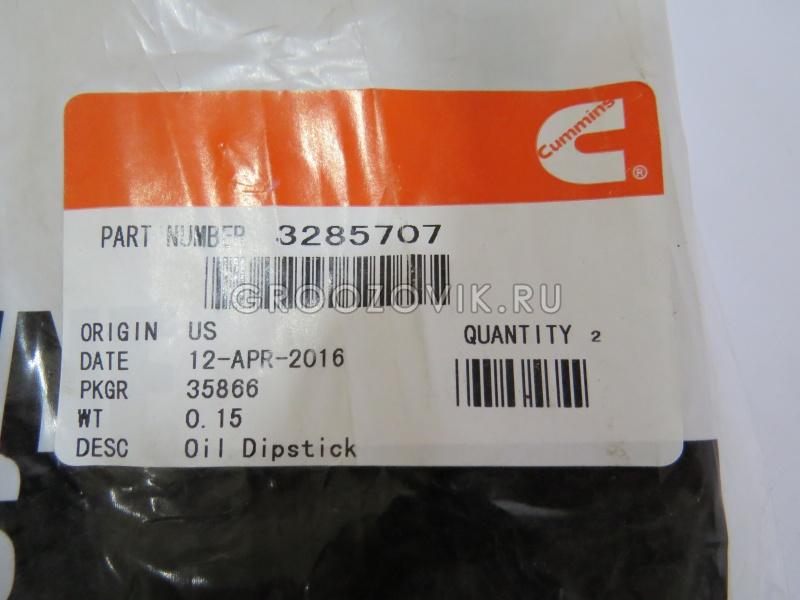 Cummins
®
PART NUMBER 3285707
GROOZOVIK.RU
ORIGIN US
QUANTITY 2
DATE 12-APR-2016
PKGR 35866
WT 0.15
DESC Oil Dipstick